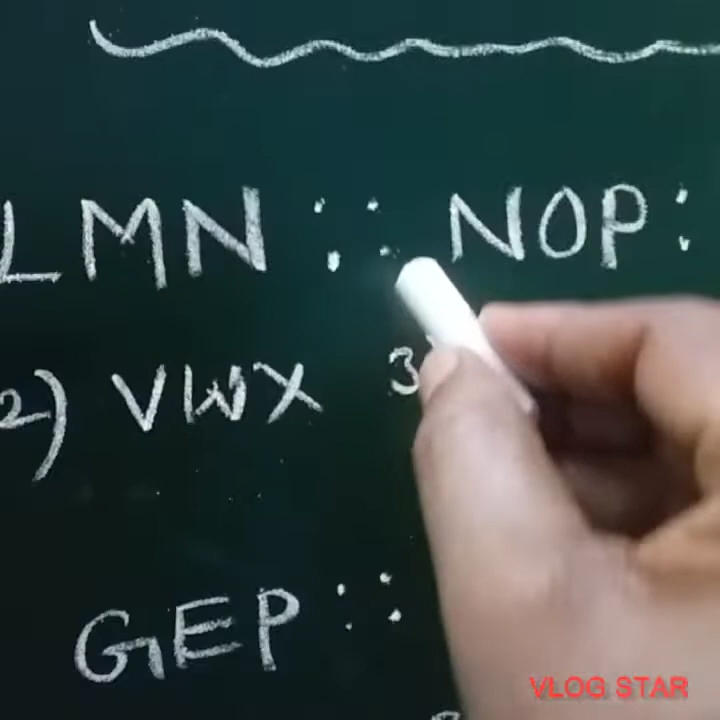 LMN :: NOP :
2) VWX 3
GEP ::
VLOG STAR